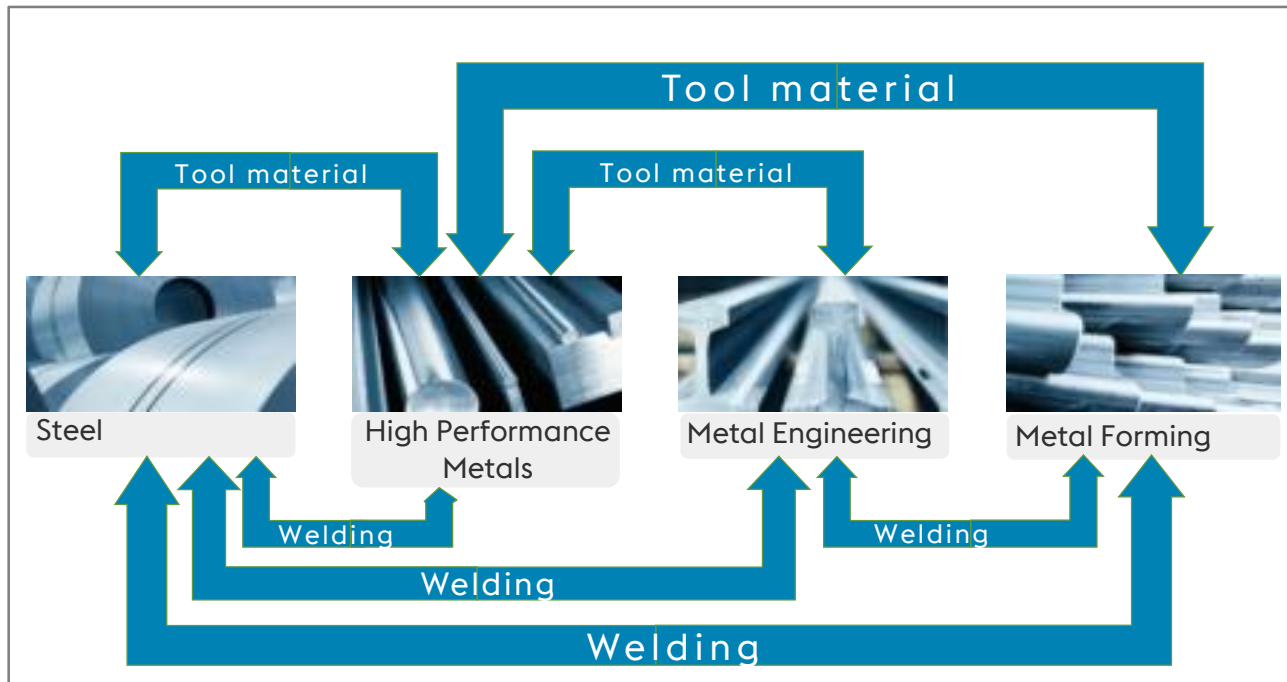 Tool material
Tool material
Tool material
Steel
High Performance
Metals
Metal Engineering
Metal Forming
Welding
Welding
Welding
Welding